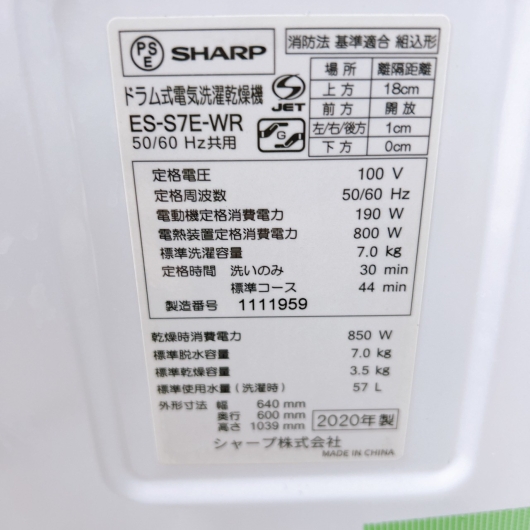 PSE SHARP
ドラム式電気洗濯乾燥機
JET
ES-S7E-WR
50/60 Hz共用
G
消防法 基準適合 組込形
場所 離隔距離
上方 18cm
前方 開放
左/右/後方 1cm
下方 0cm
定格電圧 100 V
定格周波数 50/60 Hz
電動機定格消費電力 190 W
電熱装置定格消費電力 800 W
標準洗濯容量 7.0 kg
定格時間 洗いのみ 30 min
標準コース 44 min
製造番号 1111959
乾燥時消費電力 850 W
標準脱水容量 7.0 kg
標準乾燥容量 3.5 kg
標準使用水量(洗濯時) 57 L
外形寸法 幅 640 mm
奥行 600 mm
高さ 1039 mm
2020年製
シャープ株式会社
MADE IN CHINA